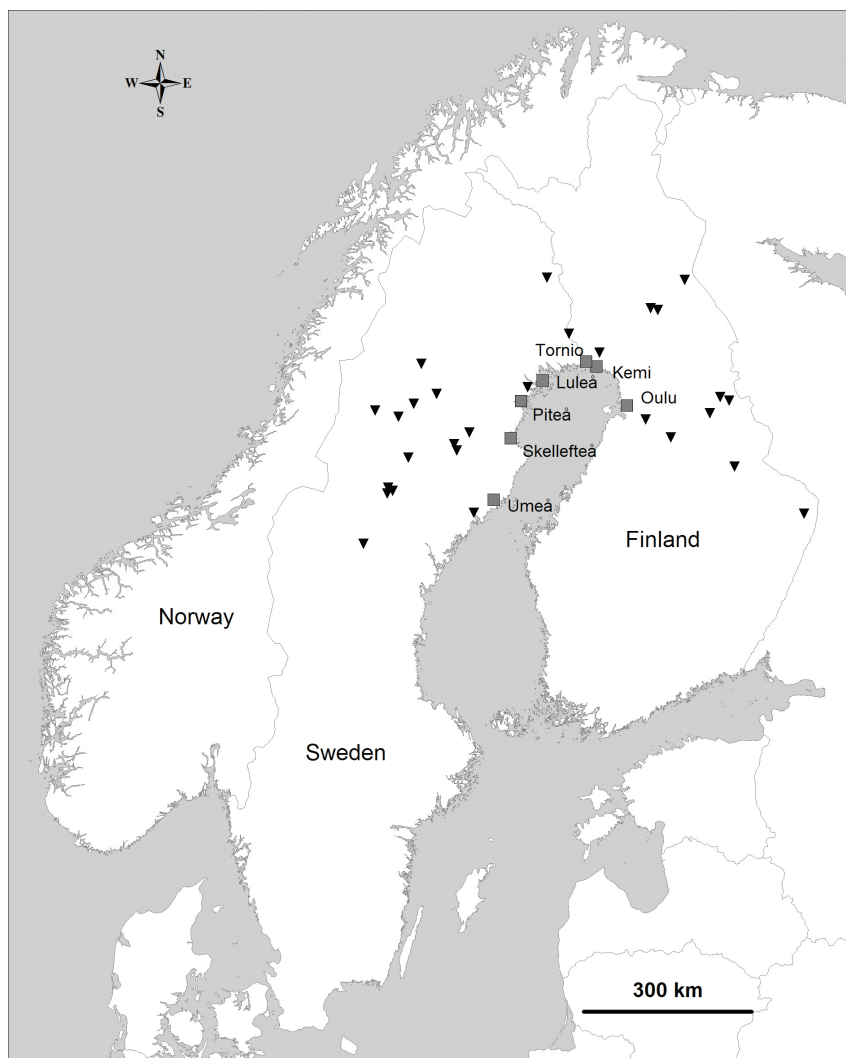 N
W E
S
Tornio
Kemi
Luleå
Oulu
Piteå
Skellefteå
Umeå
Finland
Norway
Sweden
300 km